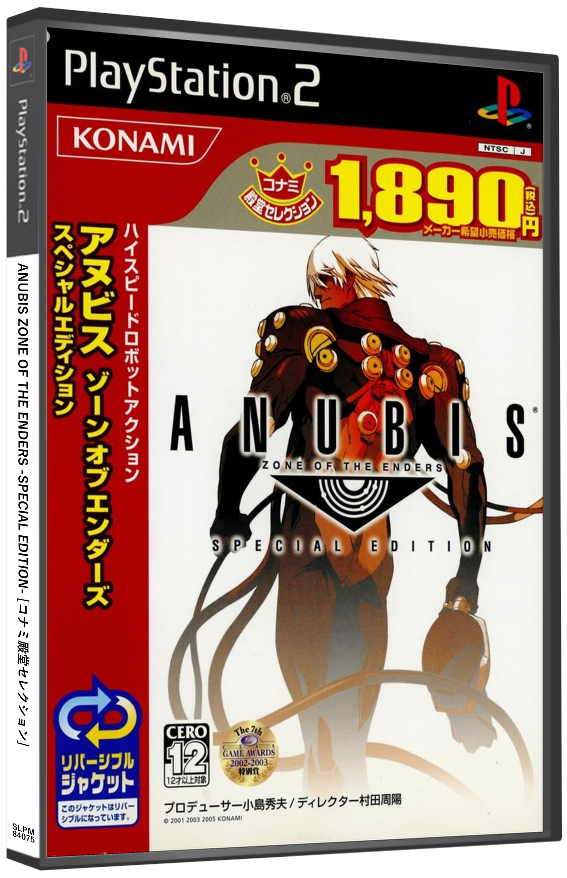 PlayStation®2
PlayStation®2
NTSC J
KONAMI
コナミ
殿堂セレクション
1,890円
(税込)
メーカー希望小売価格
ハイスピードロボットアクション
アヌビス ゾーン オブ エンダーズ
スペシャルエディション
ANUBIS®
ZONE OF THE ENDERS
SPECIAL EDITION
リバーシブル
ジャケット
このジャケットはリバー
シブルになっています。
CERO
12
12才以上対象
The 7th
GAME AWARDS
2002-2003
特別賞
プロデューサー小島秀夫/ディレクター村田周陽
© 2001 2003 2005 KONAMI
ANUBIS ZONE OF THE ENDERS -SPECIAL EDITION- [コナミ殿堂セレクション]
SLPM
84075